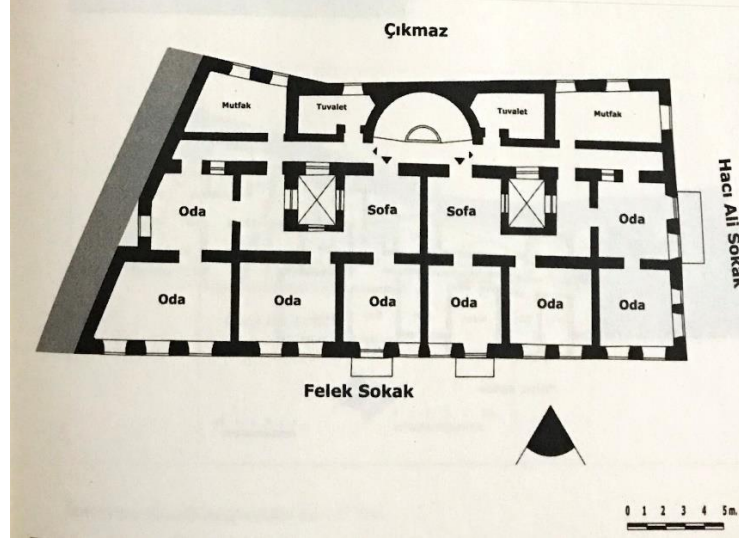 Çıkmaz
Mutfak
Tuvalet
Tuvalet
Mutfak
Hacı Ali Sokak
Oda
Sofa
Sofa
Oda
Oda
Oda
Oda
Oda
Oda
Oda
Felek Sokak
0 1 2 3 4 5 m.